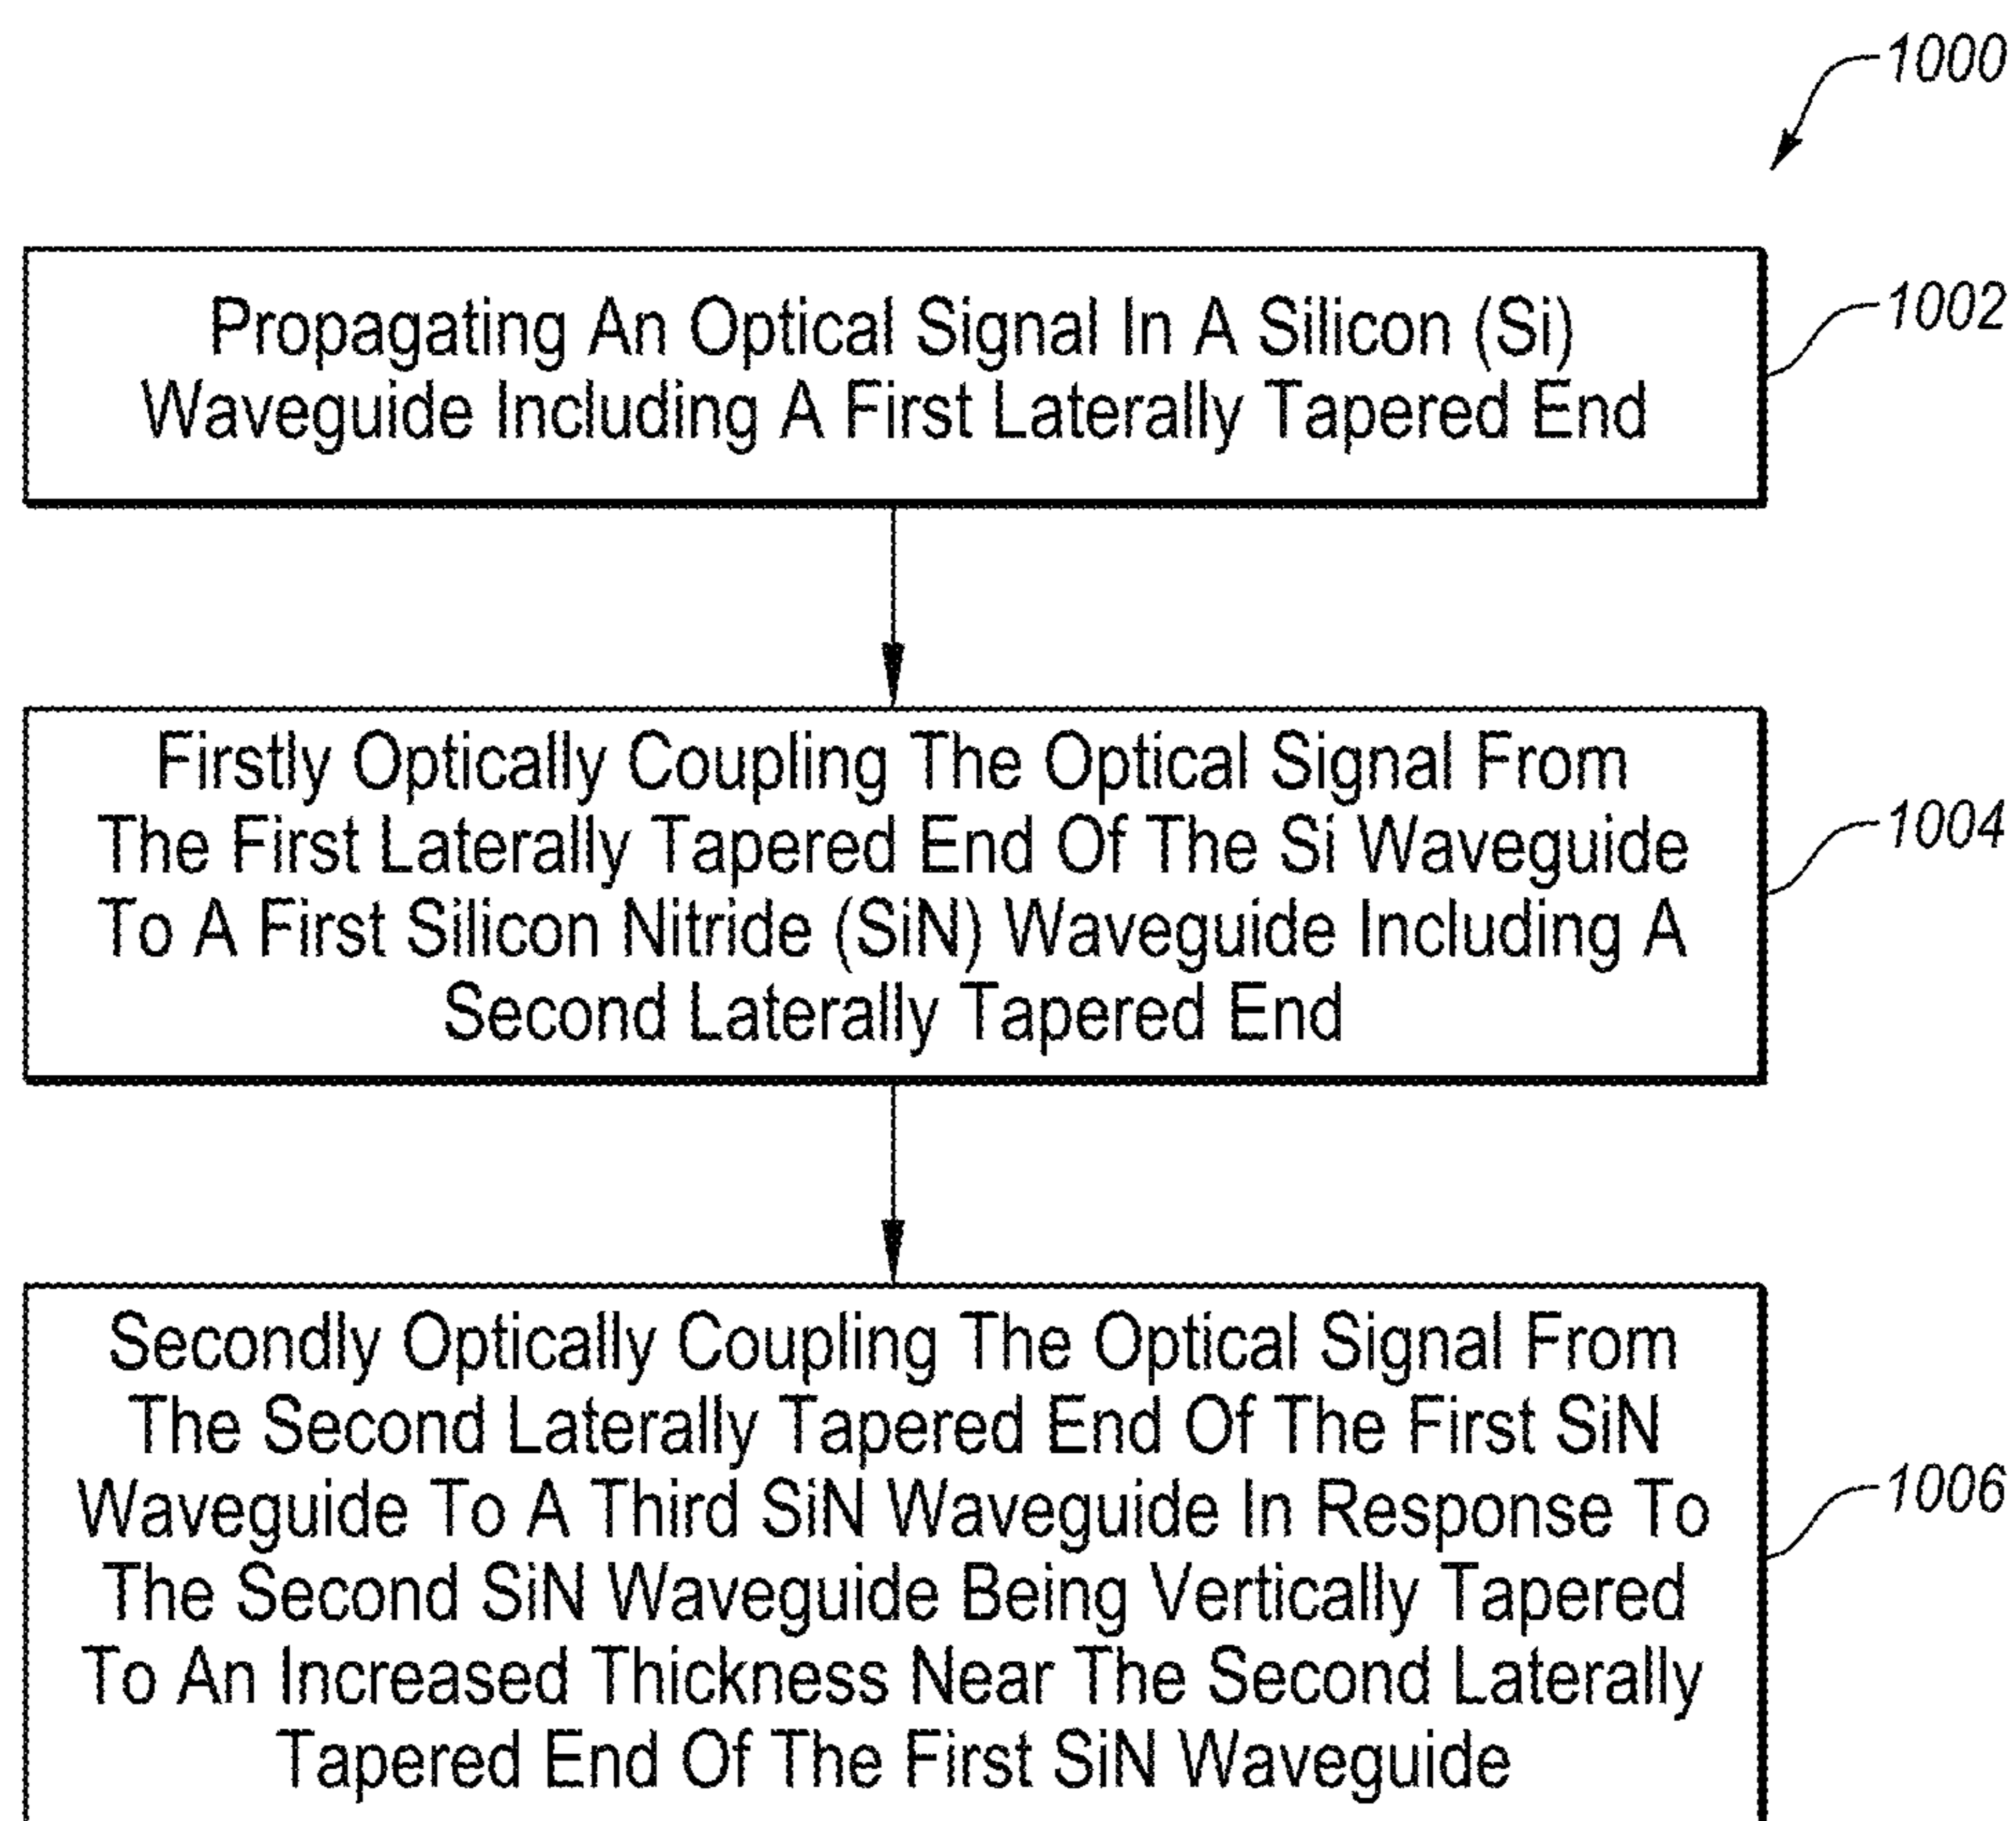 1000
Propagating An Optical Signal In A Silicon (Si)
Waveguide Including A First Laterally Tapered End
1002
Firstly Optically Coupling The Optical Signal From
The First Laterally Tapered End Of The Si Waveguide
To A First Silicon Nitride (SiN) Waveguide Including A
Second Laterally Tapered End
1004
Secondly Optically Coupling The Optical Signal From
The Second Laterally Tapered End Of The First SiN
Waveguide To A Third SiN Waveguide In Response To
The Second SiN Waveguide Being Vertically Tapered
To An Increased Thickness Near The Second Laterally
Tapered End Of The First SiN Waveguide
1006